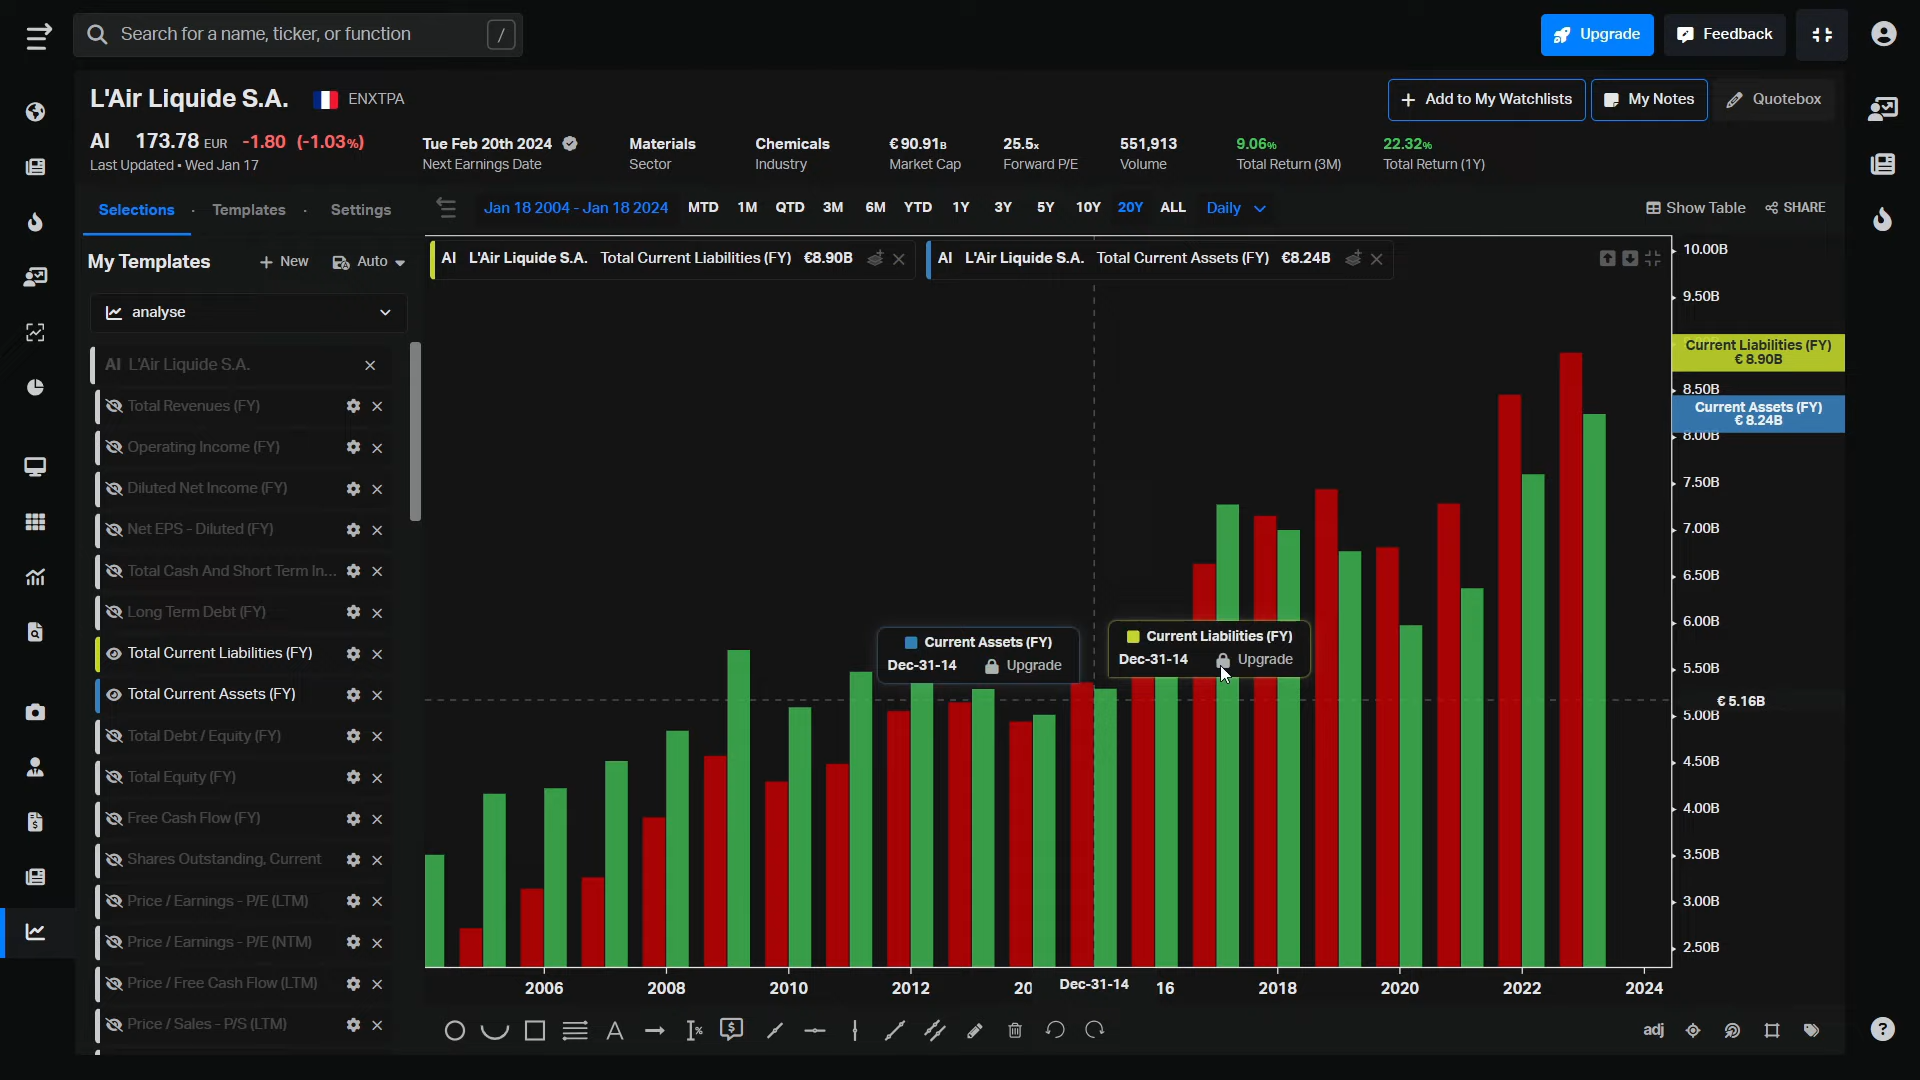 Search for a name, ticker, or function
/
Upgrade
Feedback
L'Air Liquide S.A.
ENXTPA
Add to My Watchlists
My Notes
Quotebox
AI 173.78 EUR -1.80 (-1.03%)
Last Updated • Wed Jan 17
Tue Feb 20th 2024
Next Earnings Date
Materials
Sector
Chemicals
Industry
€90.91B
Market Cap
25.5x
Forward P/E
551,913
Volume
9.06%
Total Return (3M)
22.32%
Total Return (1Y)
Selections · Templates · Settings
Jan 18 2004 - Jan 18 2024 MTD 1M QTD 3M 6M YTD 1Y 3Y 5Y 10Y 20Y ALL Daily
Show Table
SHARE
My Templates
+ New
Auto
analyse
AI L'Air Liquide S.A. Total Current Liabilities (FY) €8.90B
AI L'Air Liquide S.A. Total Current Assets (FY) €8.24B
AI L'Air Liquide S.A.
Total Revenues (FY)
Operating Income (FY)
Diluted Net Income (FY)
Net EPS - Diluted (FY)
Total Cash And Short Term In...
Long Term Debt (FY)
Total Current Liabilities (FY)
Total Current Assets (FY)
Total Debt / Equity (FY)
Total Equity (FY)
Free Cash Flow (FY)
Shares Outstanding, Current
Price / Earnings - P/E (LTM)
Price / Earnings - P/E (NTM)
Price / Free Cash Flow (LTM)
Price / Sales - P/S (LTM)
Current Assets (FY)
Dec-31-14 Upgrade
Current Liabilities (FY)
Dec-31-14 Upgrade
10.00B
9.50B
Current Liabilities (FY)
€ 8.90B
8.50B
Current Assets (FY)
€ 8.24B
8.00B
7.50B
7.00B
6.50B
6.00B
5.50B
€ 5.16B
5.00B
4.50B
4.00B
3.50B
3.00B
2.50B
2006 2008 2010 2012 20 Dec-31-14 16 2018 2020 2022 2024
A
%
$
adj
?